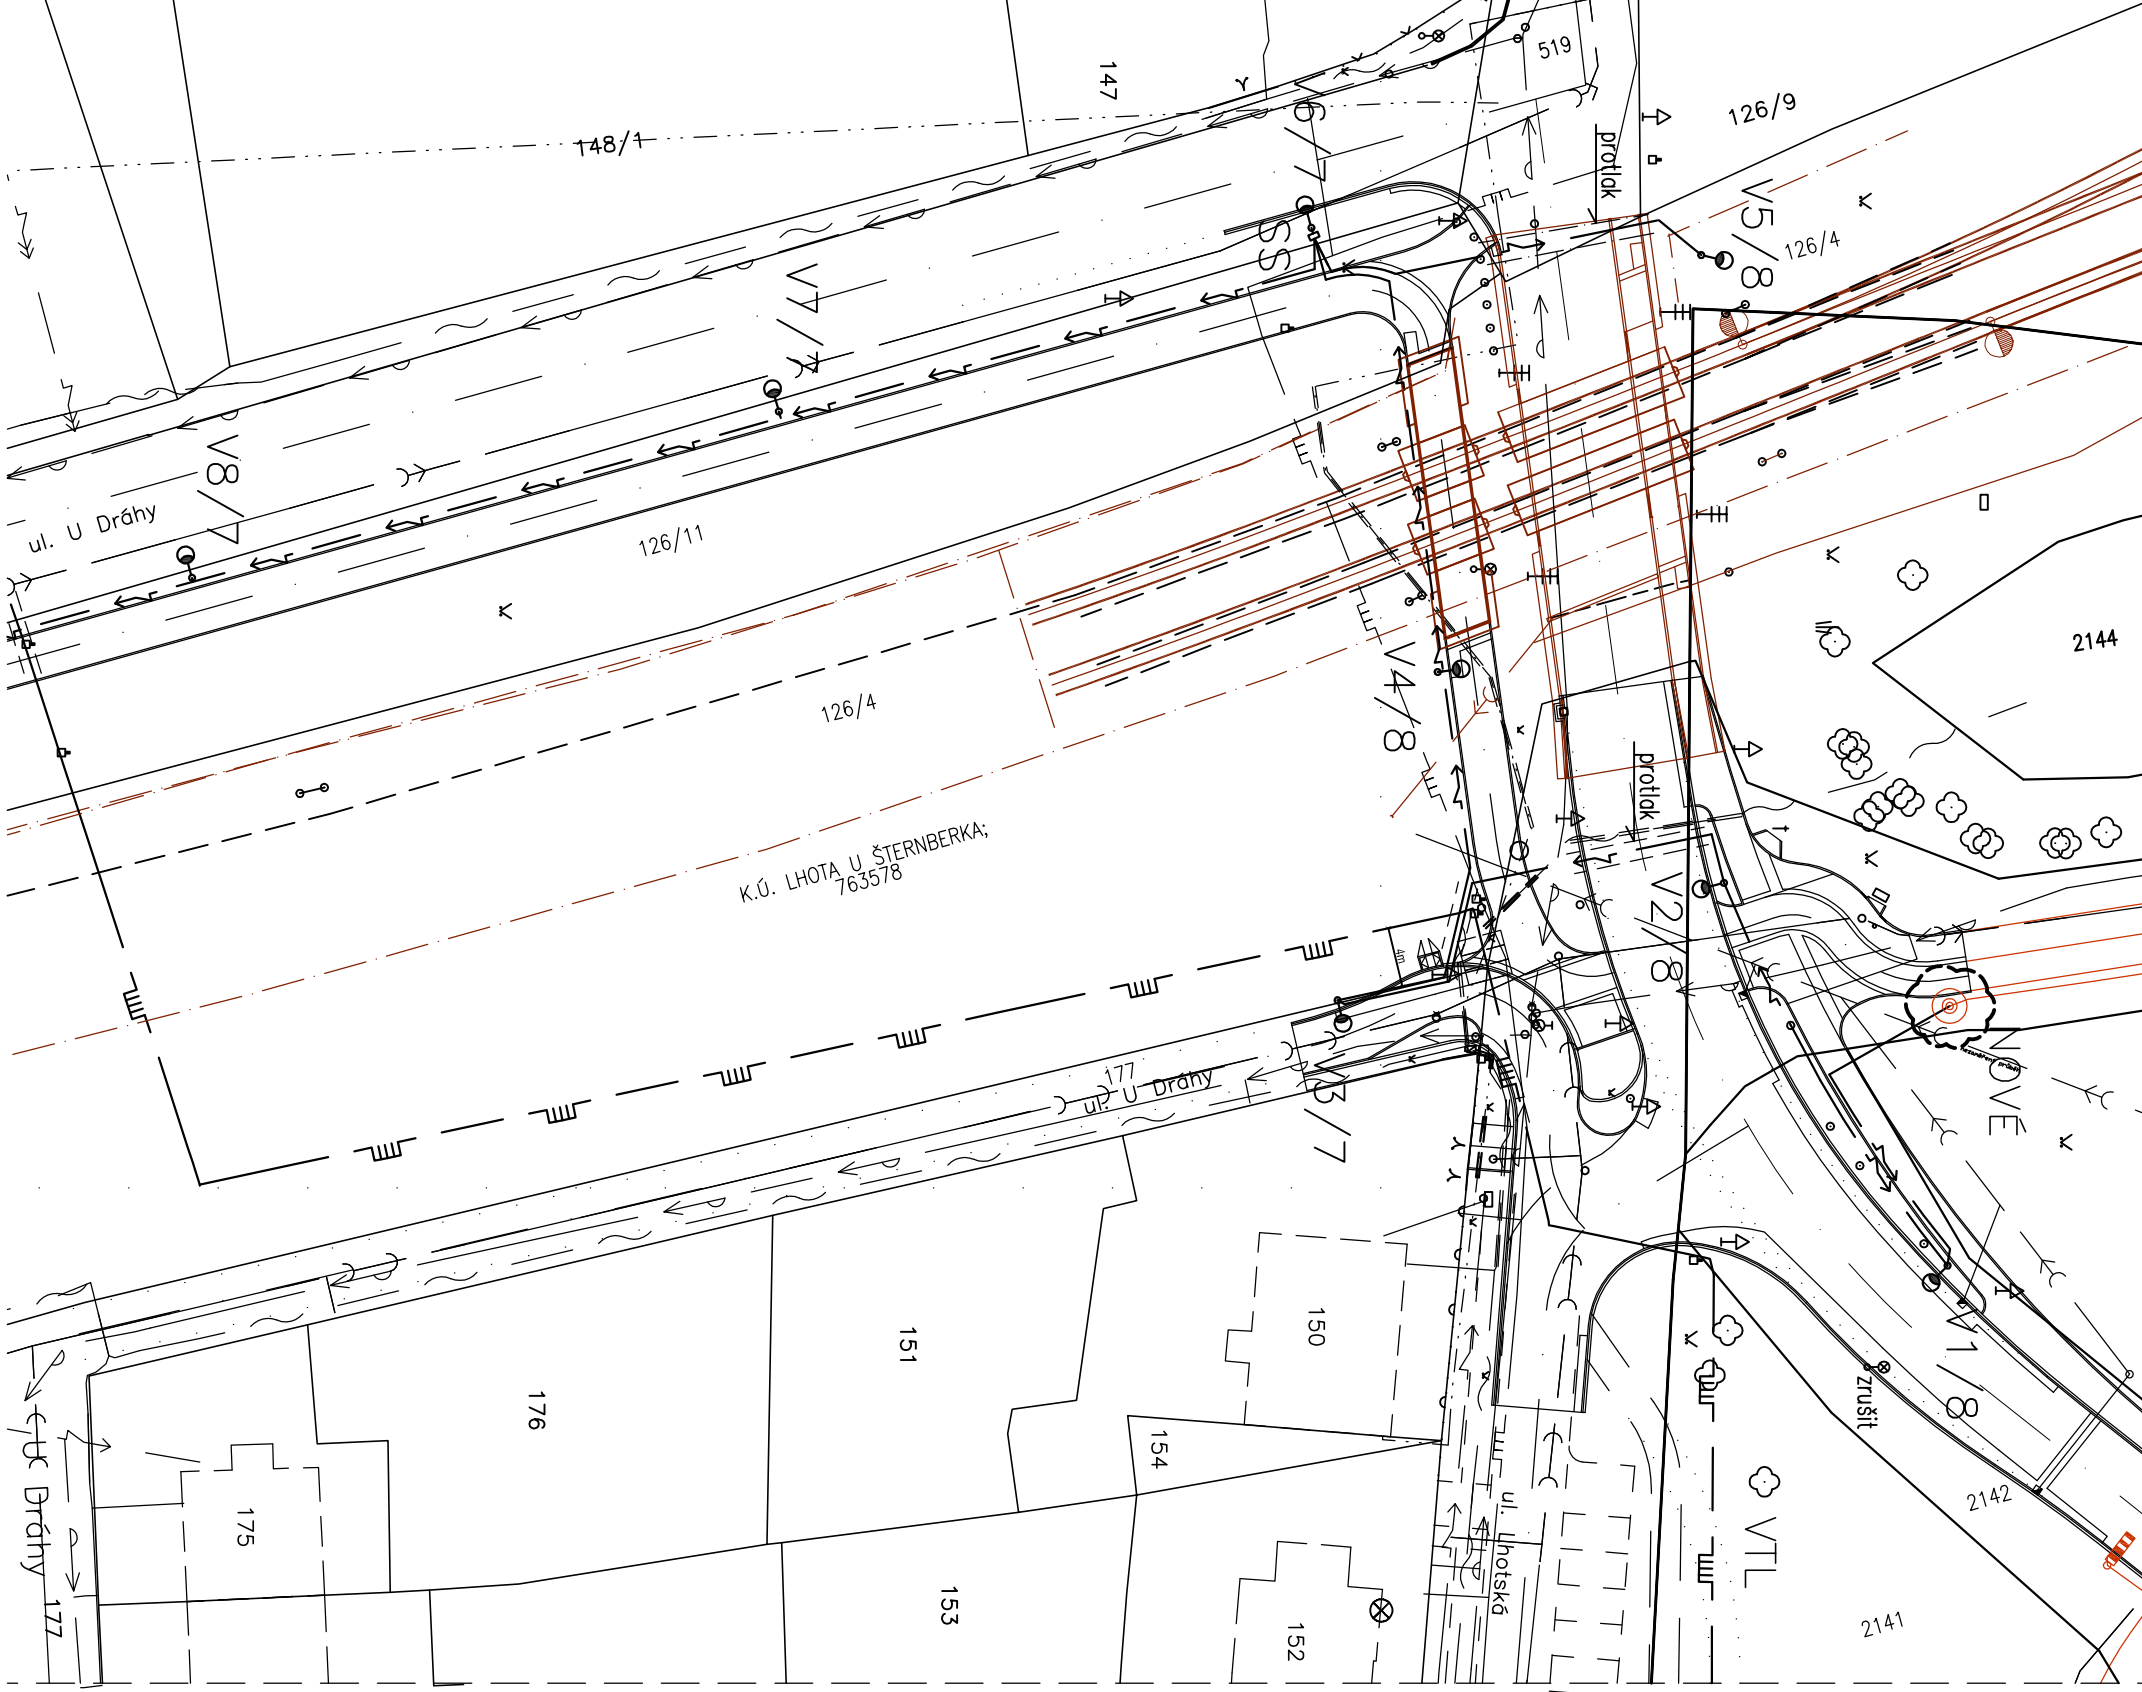 519
147
126/9
148/1
protlak
V6/7
V5/8
126/4
SS
V7/7
V8/7
ul. U Dráhy
126/11
2144
V4/8
126/4
protlak
K.Ú. LHOTA U ŠTERNBERKA;
763578
V2/8
4m
NOVÉ
177
ul. U Dráhy
V3/7
150
151
V1/8
176
zrušit
154
2142
ul. Lhotská
VTL
175
U Dráhy
177
153
152
2141